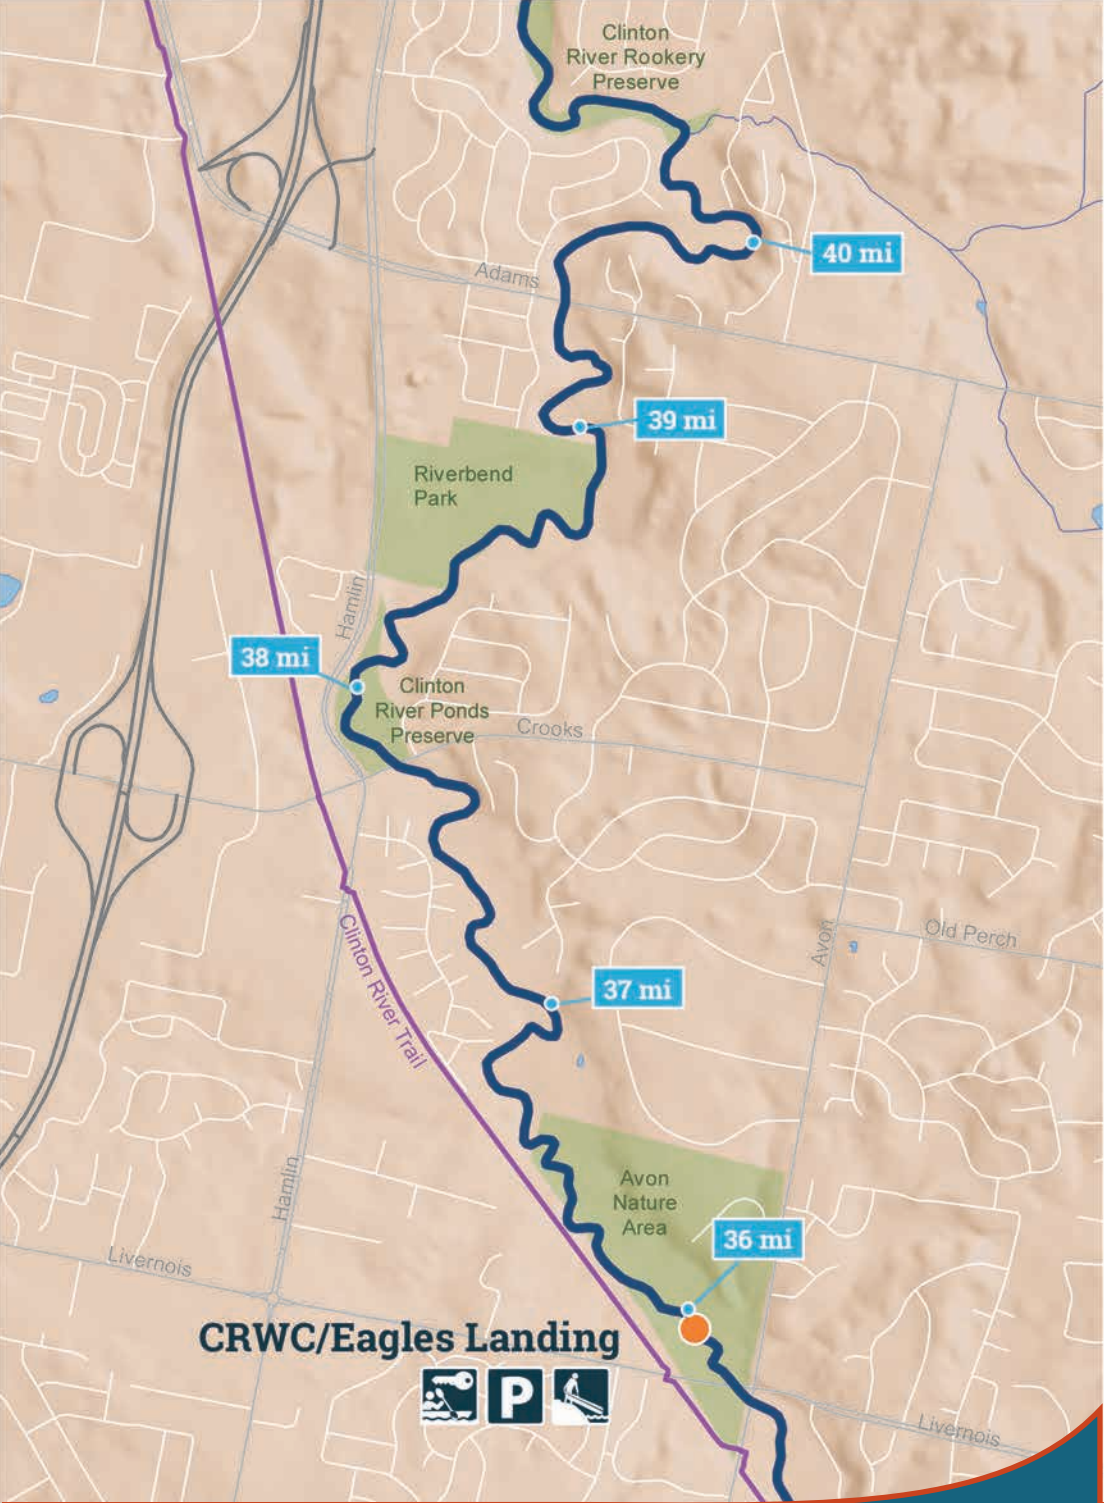 Clinton
River Rookery
Preserve
40 mi
Adams
39 mi
Riverbend
Park
Hamlin
38 mi
Clinton
River Ponds
Preserve
Crooks
Old Perch
Avon
Clinton River Trail
37 mi
Avon
Nature
Area
Hamlin
36 mi
Livernois
CRWC/Eagles Landing
P
Livernois